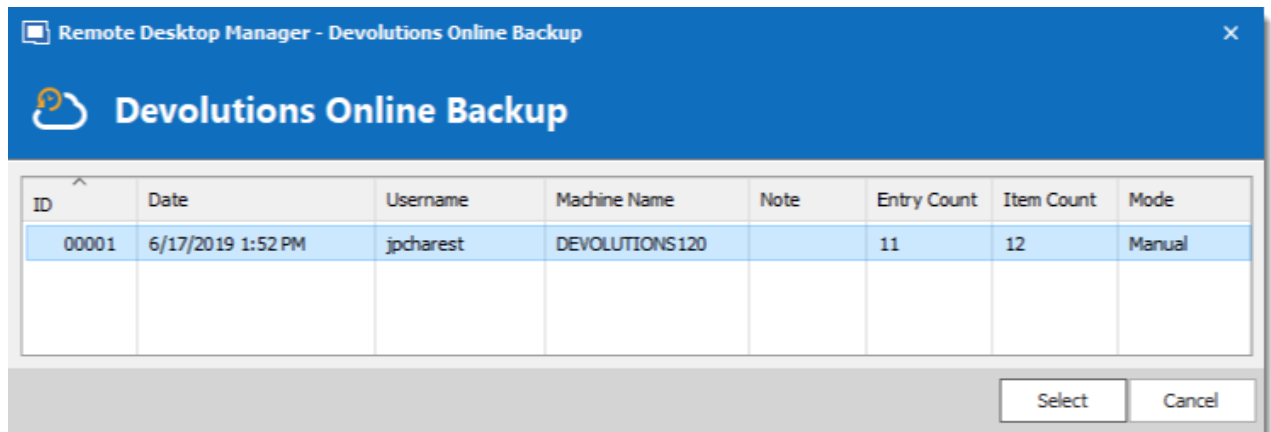 Remote Desktop Manager - Devolutions Online Backup
Devolutions Online Backup
ID Date Username Machine Name Note Entry Count Item Count Mode
00001 6/17/2019 1:52 PM jpcharest DEVOLUTIONS120 11 12 Manual
Select Cancel